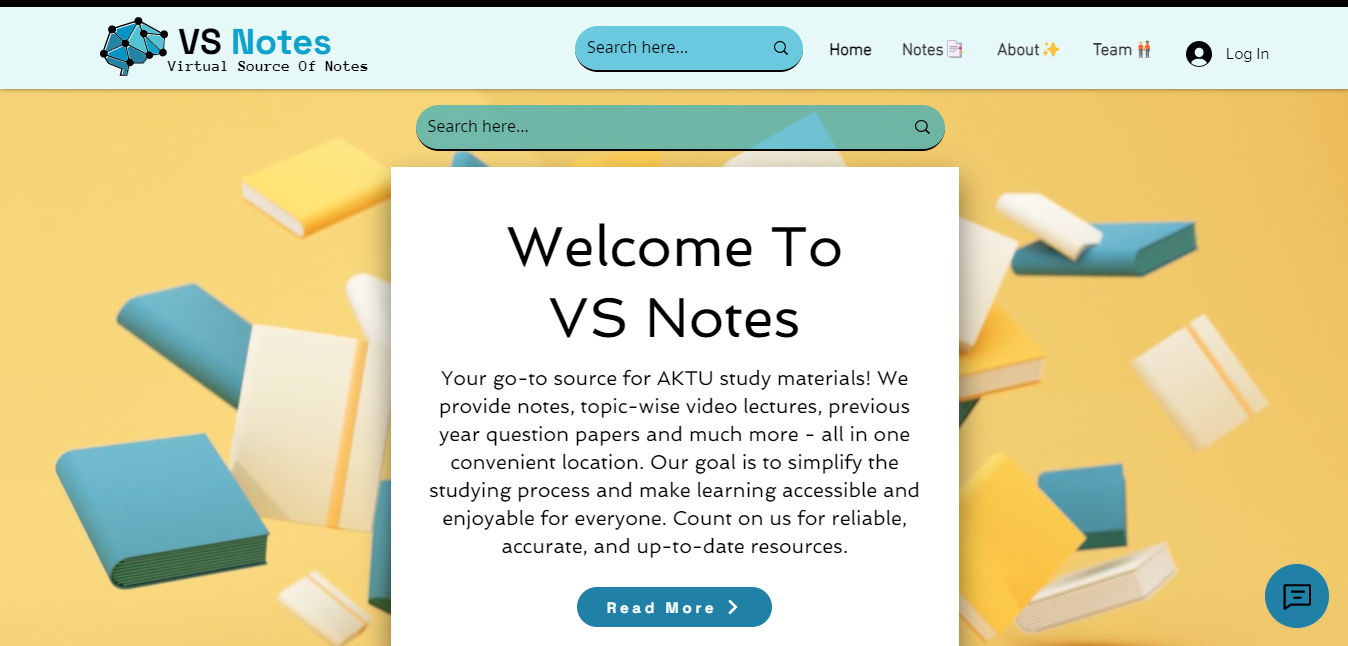 VS Notes
Virtual Source Of Notes
Search here...
Home
Notes📑
About✨
Team👬
Log In
Search here...
Welcome To
VS Notes
Your go-to source for AKTU study materials! We
provide notes, topic-wise video lectures, previous
year question papers and much more - all in one
convenient location. Our goal is to simplify the
studying process and make learning accessible and
enjoyable for everyone. Count on us for reliable,
accurate, and up-to-date resources.
Read More